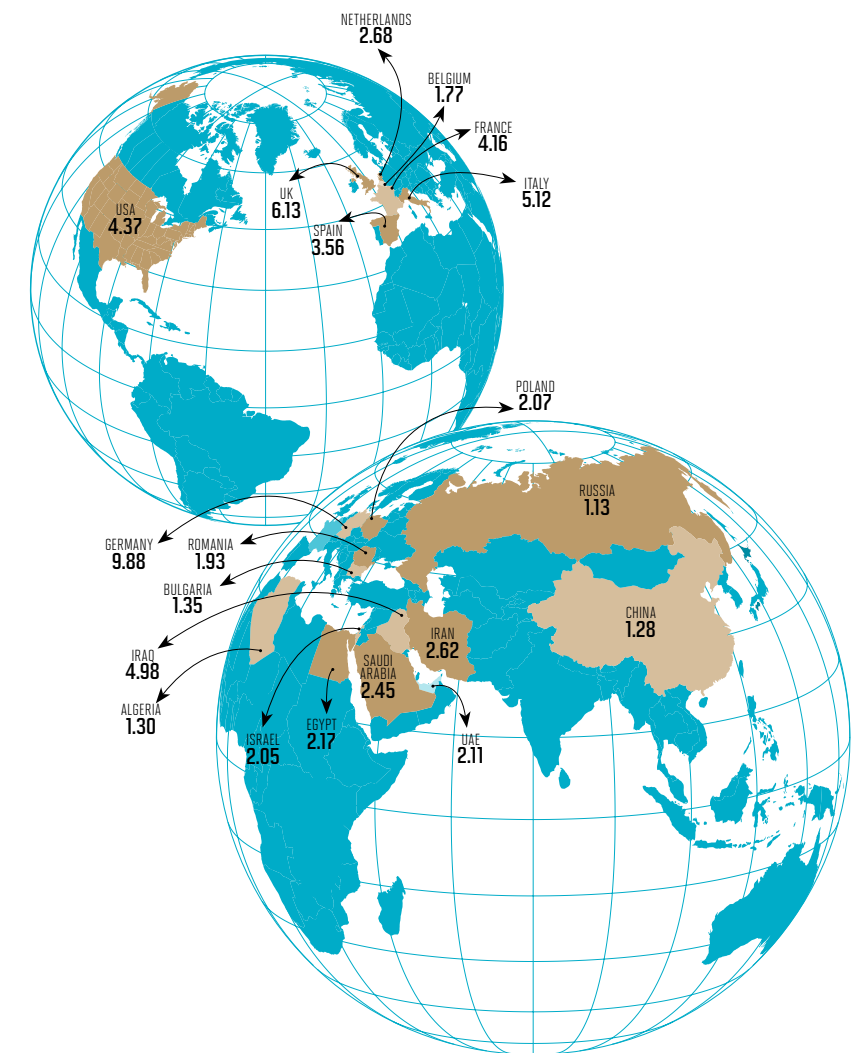 NETHERLANDS
2.68
BELGIUM
1.77
FRANCE
4.16
ITALY
5.12
UK
6.13
USA
4.37
SPAIN
3.56
POLAND
2.07
RUSSIA
1.13
GERMANY
9.88
ROMANIA
1.93
BULGARIA
1.35
CHINA
1.28
IRAN
2.62
IRAQ
4.98
SAUDI
ARABIA
2.45
ALGERIA
1.30
EGYPT
2.17
ISRAEL
2.05
UAE
2.11